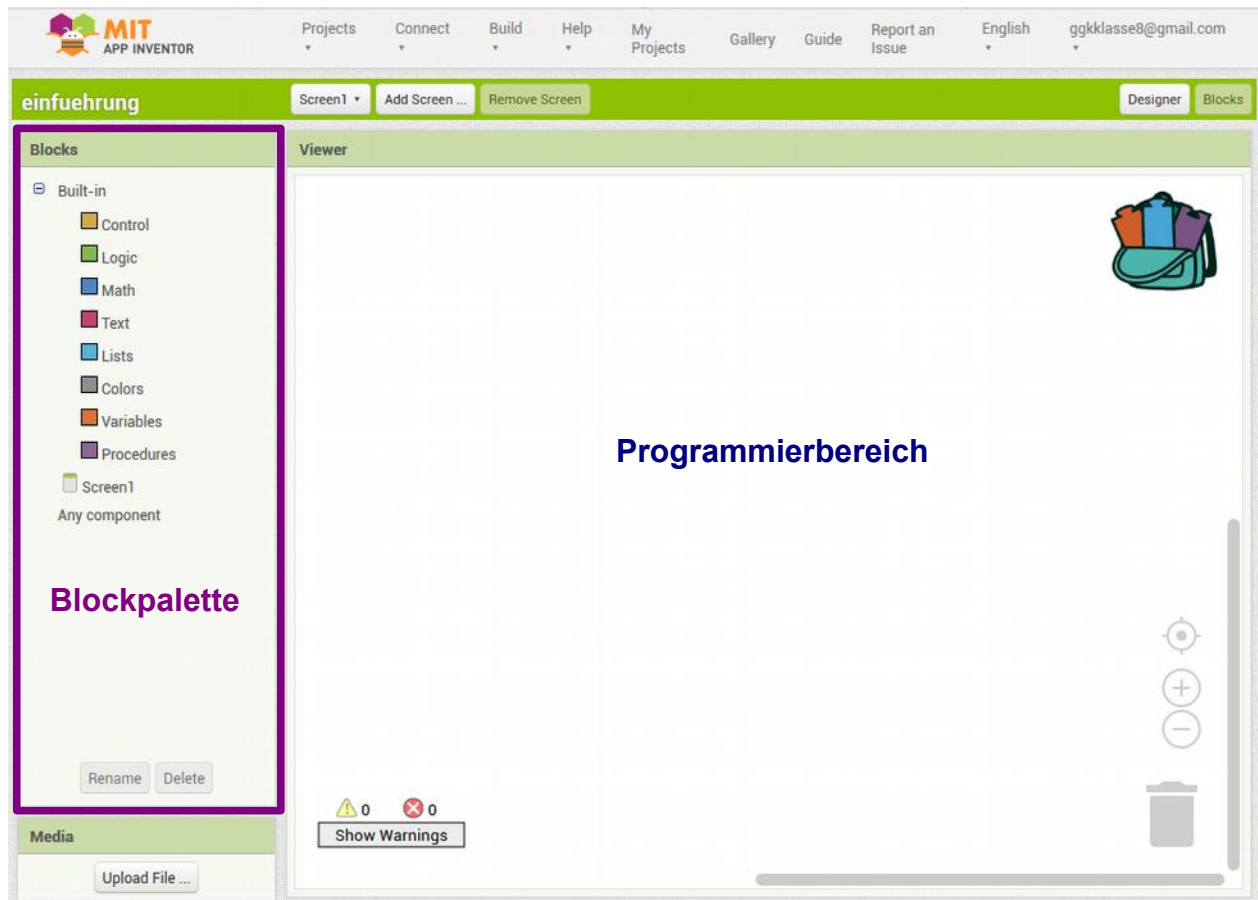 MIT
APP INVENTOR
Projects
Connect
Build
Help
My
Projects
Gallery
Guide
Report an
Issue
English
ggkklasse8@gmail.com
einfuehrung
Screen1
Add Screen ...
Remove Screen
Designer
Blocks
Blocks
Viewer
Built-in
Control
Logic
Math
Text
Lists
Colors
Variables
Procedures
Screen1
Any component
Programmierbereich
Blockpalette
Rename
Delete
0
0
Show Warnings
Media
Upload File ...